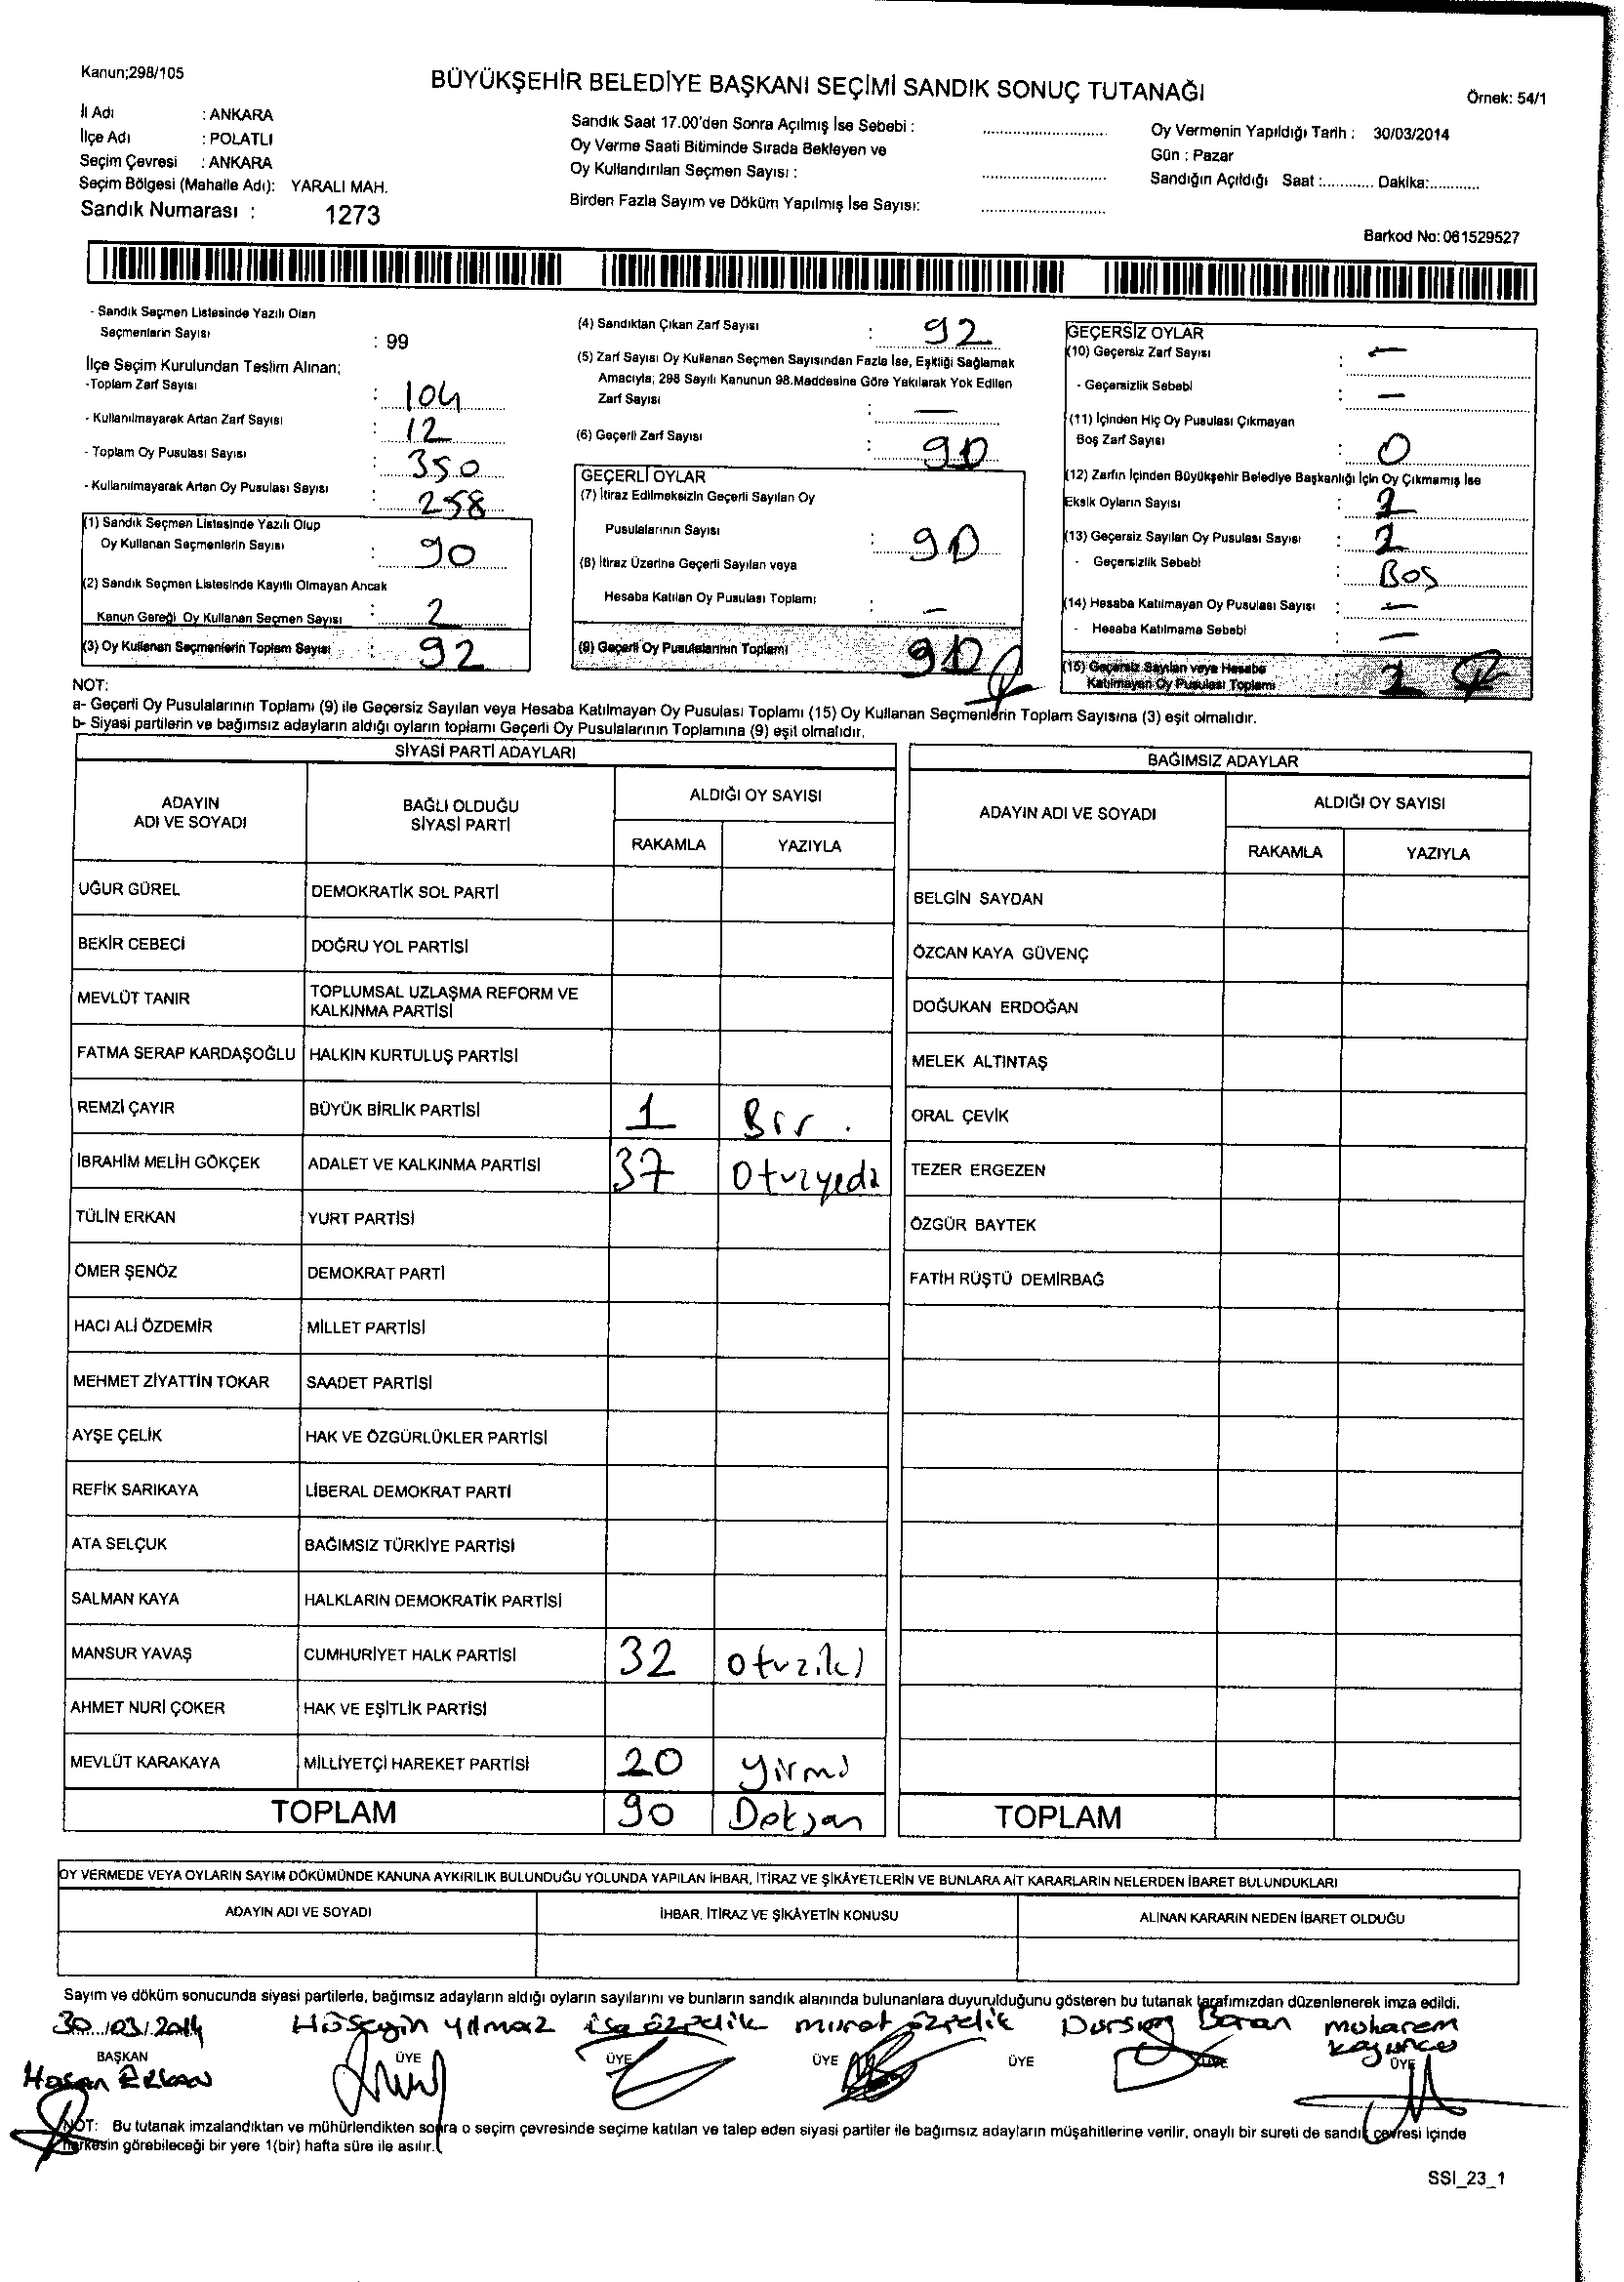 Kanun;298/105
BÜYÜKŞEHİR BELEDİYE BAŞKANI SEÇİMİ SANDIK SONUÇ TUTANAĞI
Örnek: 54/1
İl Adı : ANKARA
İlçe Adı : POLATLI
Seçim Çevresi : ANKARA
Seçim Bölgesi (Mahalle Adı): YARALI MAH.
Sandık Numarası : 1273
Sandık Saat 17.00'den Sonra Açılmış İse Sebebi :
Oy Verme Saati Bitiminde Sırada Bekleyen ve
Oy Kullandırılan Seçmen Sayısı :
Birden Fazla Sayım ve Döküm Yapılmış İse Sayısı:
Oy Vermenin Yapıldığı Tarih : 30/03/2014
Gün : Pazar
Sandığın Açıldığı Saat :............ Dakika:............
Barkod No: 061529527
- Sandık Seçmen Listesinde Yazılı Olan
Seçmenlerin Sayısı : 99
İlçe Seçim Kurulundan Teslim Alınan;
-Toplam Zarf Sayısı : 104
- Kullanılmayarak Artan Zarf Sayısı : 12
- Toplam Oy Pusulası Sayısı : 350
- Kullanılmayarak Artan Oy Pusulası Sayısı : 258
(1) Sandık Seçmen Listesinde Yazılı Olup
Oy Kullanan Seçmenlerin Sayısı : 90
(2) Sandık Seçmen Listesinde Kayıtlı Olmayan Ancak
Kanun Gereği Oy Kullanan Seçmen Sayısı : 2
(3) Oy Kullanan Seçmenlerin Toplam Sayısı : 92
(4) Sandıktan Çıkan Zarf Sayısı : 92
(5) Zarf Sayısı Oy Kullanan Seçmen Sayısından Fazla İse, Eşitliği Sağlamak
Amacıyla; 298 Sayılı Kanunun 98.Maddesine Göre Yakılarak Yok Edilen
Zarf Sayısı : —
(6) Geçerli Zarf Sayısı : 90
GEÇERLİ OYLAR
(7) İtiraz Edilmeksizin Geçerli Sayılan Oy
Pusulalarının Sayısı : 90
(8) İtiraz Üzerine Geçerli Sayılan veya
Hesaba Katılan Oy Pusulası Toplamı : —
(9) Geçerli Oy Pusulalarının Toplamı 90
GEÇERSİZ OYLAR
(10) Geçersiz Zarf Sayısı : —
- Geçersizlik Sebebi : —
(11) İçinden Hiç Oy Pusulası Çıkmayan
Boş Zarf Sayısı : 0
(12) Zarfın İçinden Büyükşehir Belediye Başkanlığı İçin Oy Çıkmamış İse
Eksik Oyların Sayısı : 2
(13) Geçersiz Sayılan Oy Pusulası Sayısı : 2
- Geçersizlik Sebebi : Boş
(14) Hesaba Katılmayan Oy Pusulası Sayısı : —
- Hesaba Katılmama Sebebi : —
(15) Geçersiz Sayılan veya Hesaba
Katılmayan Oy Pusulası Toplamı 2
NOT:
a- Geçerli Oy Pusulalarının Toplamı (9) ile Geçersiz Sayılan veya Hesaba Katılmayan Oy Pusulası Toplamı (15) Oy Kullanan Seçmenlerin Toplam Sayısına (3) eşit olmalıdır.
b- Siyasi partilerin ve bağımsız adayların aldığı oyların toplamı Geçerli Oy Pusulalarının Toplamına (9) eşit olmalıdır.
SİYASİ PARTİ ADAYLARI
ADAYIN
ADI VE SOYADI
BAĞLI OLDUĞU
SİYASİ PARTİ
ALDIĞI OY SAYISI
RAKAMLA YAZIYLA
UĞUR GÜREL DEMOKRATİK SOL PARTİ
BEKİR CEBECİ DOĞRU YOL PARTİSİ
MEVLÜT TANIR TOPLUMSAL UZLAŞMA REFORM VE
KALKINMA PARTİSİ
FATMA SERAP KARDAŞOĞLU HALKIN KURTULUŞ PARTİSİ
REMZİ ÇAYIR BÜYÜK BİRLİK PARTİSİ 1 Bir .
İBRAHİM MELİH GÖKÇEK ADALET VE KALKINMA PARTİSİ 37 Otuzyedi
TÜLİN ERKAN YURT PARTİSİ
ÖMER ŞENÖZ DEMOKRAT PARTİ
HACI ALİ ÖZDEMİR MİLLET PARTİSİ
MEHMET ZİYATTİN TOKAR SAADET PARTİSİ
AYŞE ÇELİK HAK VE ÖZGÜRLÜKLER PARTİSİ
REFİK SARIKAYA LİBERAL DEMOKRAT PARTİ
ATA SELÇUK BAĞIMSIZ TÜRKİYE PARTİSİ
SALMAN KAYA HALKLARIN DEMOKRATİK PARTİSİ
MANSUR YAVAŞ CUMHURİYET HALK PARTİSİ 32 otuziki
AHMET NURİ ÇOKER HAK VE EŞİTLİK PARTİSİ
MEVLÜT KARAKAYA MİLLİYETÇİ HAREKET PARTİSİ 20 yirmi
TOPLAM 90 Doksan
BAĞIMSIZ ADAYLAR
ADAYIN ADI VE SOYADI
ALDIĞI OY SAYISI
RAKAMLA YAZIYLA
BELGİN SAYDAN
ÖZCAN KAYA GÜVENÇ
DOĞUKAN ERDOĞAN
MELEK ALTINTAŞ
ORAL ÇEVİK
TEZER ERGEZEN
ÖZGÜR BAYTEK
FATİH RÜŞTÜ DEMİRBAĞ
TOPLAM
OY VERMEDE VEYA OYLARIN SAYIM DÖKÜMÜNDE KANUNA AYKIRILIK BULUNDUĞU YOLUNDA YAPILAN İHBAR, İTİRAZ VE ŞİKÂYETLERİN VE BUNLARA AİT KARARLARIN NELERDEN İBARET BULUNDUKLARI
ADAYIN ADI VE SOYADI İHBAR, İTİRAZ VE ŞİKÂYETİN KONUSU ALINAN KARARIN NEDEN İBARET OLDUĞU
Sayım ve döküm sonucunda siyasi partilerle, bağımsız adayların aldığı oyların sayılarını ve bunların sandık alanında bulunanlara duyurulduğunu gösteren bu tutanak tarafımızdan düzenlenerek imza edildi.
30/03/2014 Hüseyin yılmaz isa özçelik murat özçelik Dursun Baran moharem
BAŞKAN ÜYE ÜYE ÜYE ÜYE ÜYE ÜYE
Hasan
NOT: Bu tutanak imzalandıktan ve mühürlendikten sonra o seçim çevresinde seçime katılan ve talep eden siyasi partiler ile bağımsız adayların müşahitlerine verilir, onaylı bir sureti de sandık çevresi içinde
herkesin görebileceği bir yere 1(bir) hafta süre ile asılır.
SSI_23_1